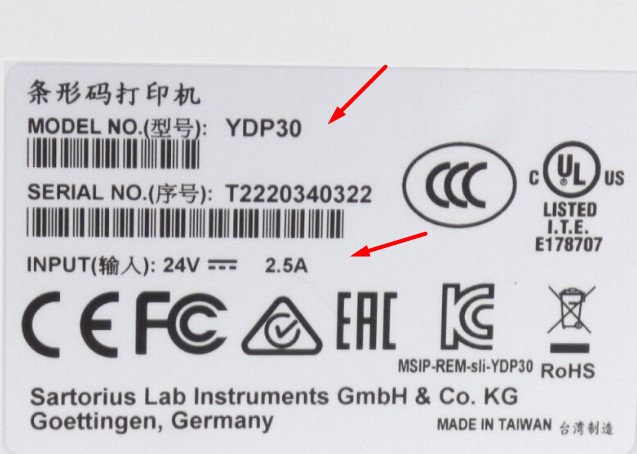 条形码打印机
MODEL NO.(型号): YDP30
SERIAL NO.(序号): T2220340322
INPUT(输入): 24V ⎓ 2.5A
CCC
C UL US
LISTED
I.T.E.
E178707
CE FC EAC KC
MSIP-REM-sli-YDP30
RoHS
Sartorius Lab Instruments GmbH & Co. KG
Goettingen, Germany
MADE IN TAIWAN 台湾制造